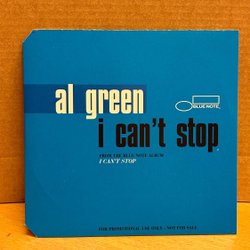 al green
BLUE NOTE
i can't stop
FROM THE BLUE NOTE ALBUM
I CAN'T STOP
FOR PROMOTIONAL USE ONLY - NOT FOR SALE